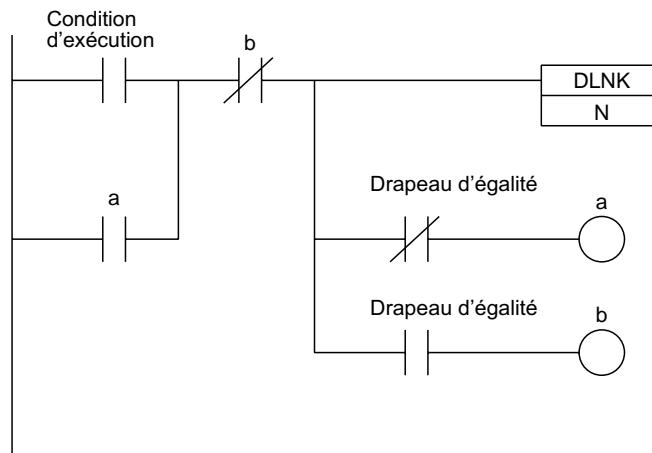 Condition
d'exécution
b
DLNK
N
a
Drapeau d'égalité
a
Drapeau d'égalité
b